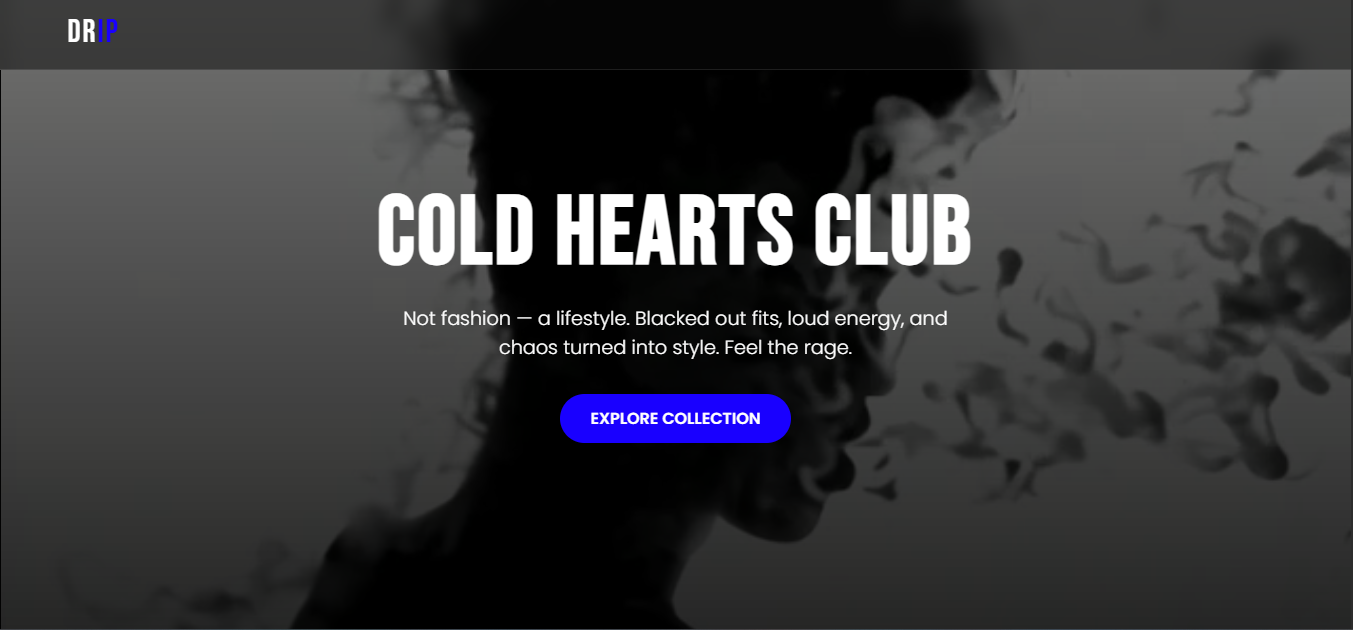 DRIP
COLD HEARTS CLUB
Not fashion — a lifestyle. Blacked out fits, loud energy, and
chaos turned into style. Feel the rage.
EXPLORE COLLECTION